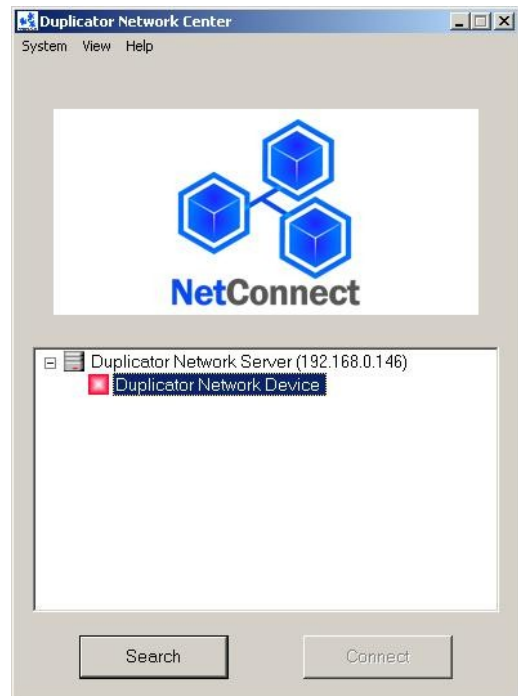 Duplicator Network Center
System View Help
NetConnect
Duplicator Network Server (192.168.0.146)
Duplicator Network Device
Search Connect